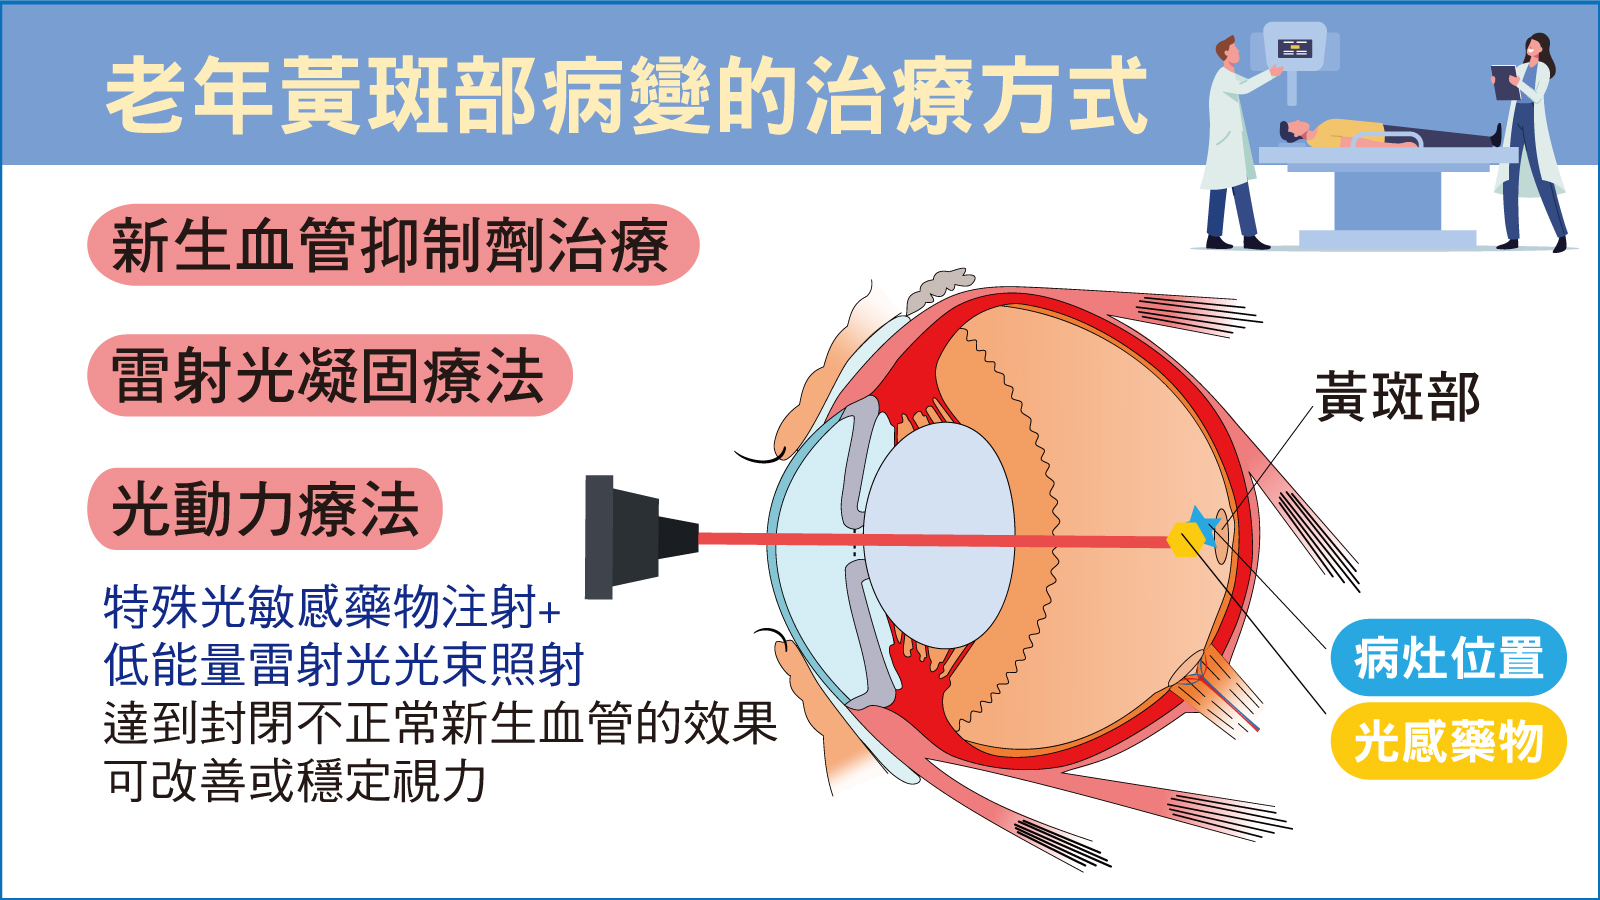 老年黃斑部病變的治療方式
新生血管抑制劑治療
雷射光凝固療法
光動力療法
特殊光敏感藥物注射+
低能量雷射光光束照射
達到封閉不正常新生血管的效果
可改善或穩定視力
黃斑部
病灶位置
光感藥物